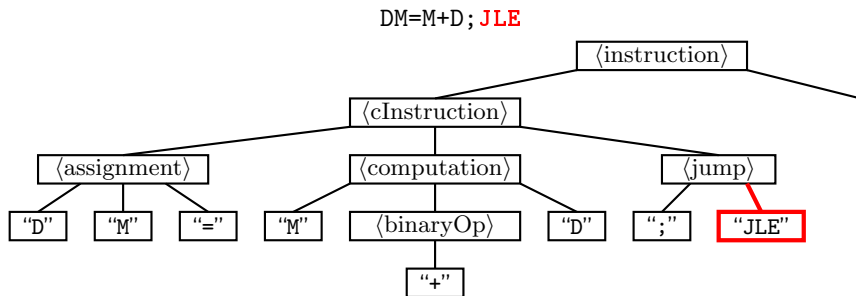 DM=M+D;JLE
⟨instruction⟩
⟨cInstruction⟩
⟨assignment⟩ ⟨computation⟩ ⟨jump⟩
“D” “M” “=” “M” ⟨binaryOp⟩ “D” “;” “JLE”
“+”